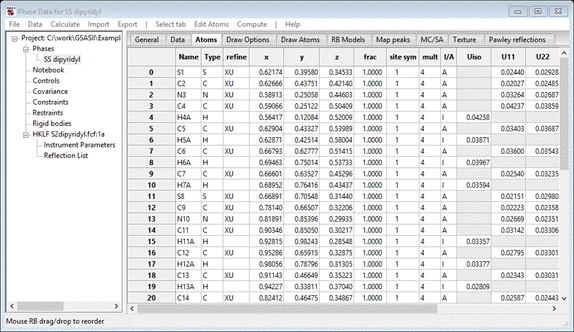 Phase Data for SS dipyridyl
File Data Calculate Import Export | Select tab Edit Atoms Compute | Help
Project: C:\work\GSASII\Exampl
Phases
SS dipyridyl
Notebook
Controls
Covariance
Constraints
Restraints
Rigid bodies
HKLF S2dipyridyl.fcf:1a
Instrument Parameters
Reflection List
General Data Atoms Draw Options Draw Atoms RB Models Map peaks MC/SA Texture Pawley reflections
Name Type refine x y z frac site sym mult I/A Uiso U11 U22
0 S1 S XU 0.62174 0.39580 0.34533 1.0000 1 4 A 0.02440 0.02928
1 C2 C XU 0.62666 0.43751 0.42140 1.0000 1 4 A 0.02027 0.02485
2 N3 N XU 0.58913 0.25058 0.44603 1.0000 1 4 A 0.03264 0.02687
3 C4 C XU 0.59066 0.25122 0.50409 1.0000 1 4 A 0.04237 0.03859
4 H4A H 0.56417 0.12084 0.52009 1.0000 1 4 I 0.04258
5 C5 C XU 0.62904 0.43327 0.53989 1.0000 1 4 A 0.03403 0.03687
6 H5A H 0.62871 0.42514 0.58004 1.0000 1 4 I 0.03871
7 C6 C XU 0.66793 0.62777 0.51415 1.0000 1 4 A 0.03600 0.03543
8 H6A H 0.69463 0.75014 0.53733 1.0000 1 4 I 0.03967
9 C7 C XU 0.66601 0.63527 0.45296 1.0000 1 4 A 0.02540 0.03235
10 H7A H 0.68952 0.76416 0.43437 1.0000 1 4 I 0.03594
11 S8 S XU 0.66891 0.70548 0.31440 1.0000 1 4 A 0.02151 0.02980
12 C9 C XU 0.78140 0.66507 0.32206 1.0000 1 4 A 0.02223 0.02358
13 N10 N XU 0.81891 0.85396 0.29935 1.0000 1 4 A 0.02669 0.02351
14 C11 C XU 0.90346 0.85050 0.30217 1.0000 1 4 A 0.03142 0.03306
15 H11A H 0.92815 0.98243 0.28548 1.0000 1 4 I 0.03357
16 C12 C XU 0.95286 0.65915 0.32875 1.0000 1 4 A 0.02795 0.03301
17 H12A H 0.98056 0.78796 0.31305 1.0000 1 4 I 0.03377
18 C13 C XU 0.91143 0.46649 0.35223 1.0000 1 4 A 0.02343 0.03031
19 H13A H 0.94227 0.33811 0.37040 1.0000 1 4 I 0.02809
20 C14 C XU 0.82412 0.46475 0.34867 1.0000 1 4 A 0.02587 0.02443
Mouse RB drag/drop to reorder